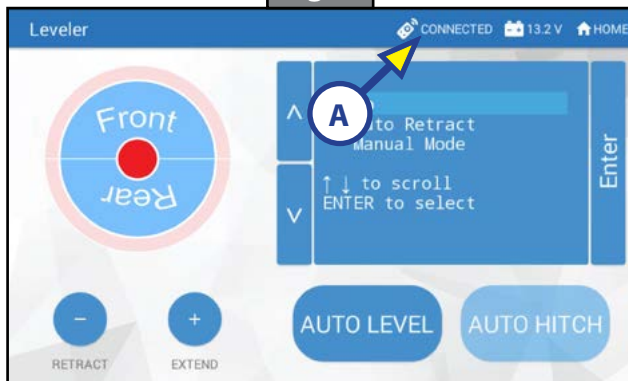 Leveler
CONNECTED 13.2 V HOME
A
Front
Rear
Auto Retract
Manual Mode
↑ ↓ to scroll
ENTER to select
Enter
− +
RETRACT EXTEND
AUTO LEVEL AUTO HITCH